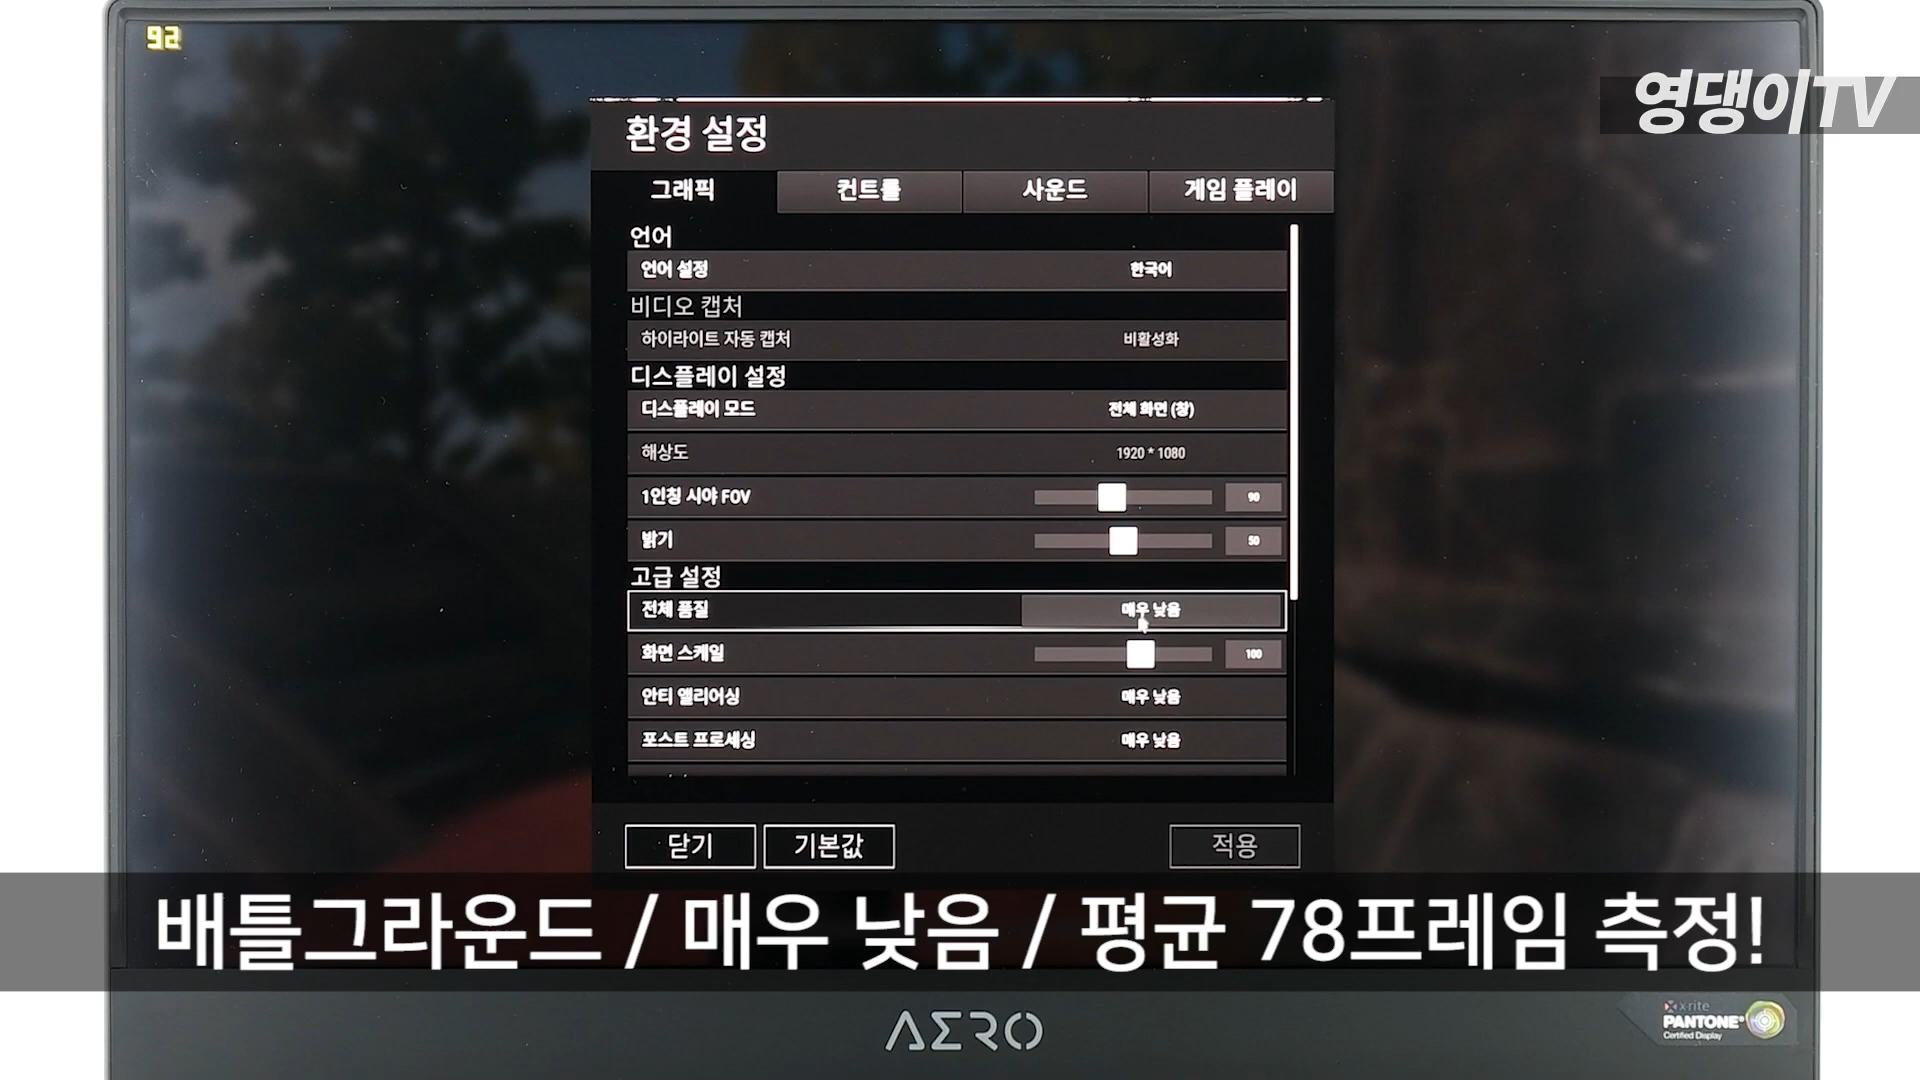 92
영댕이TV
환경 설정
그래픽
컨트롤
사운드
게임 플레이
언어
언어 설정 한국어
비디오 캡처
하이라이트 자동 캡처 비활성화
디스플레이 설정
디스플레이 모드 전체 화면 (창)
해상도 1920 * 1080
1인칭 시야 FOV 90
밝기 50
고급 설정
전체 품질 매우 낮음
화면 스케일 100
안티 앨리어싱 매우 낮음
포스트 프로세싱 매우 낮음
닫기
기본값
적용
배틀그라운드 / 매우 낮음 / 평균 78프레임 측정!
AERO
x·rite
PANTONE®
Certified Display